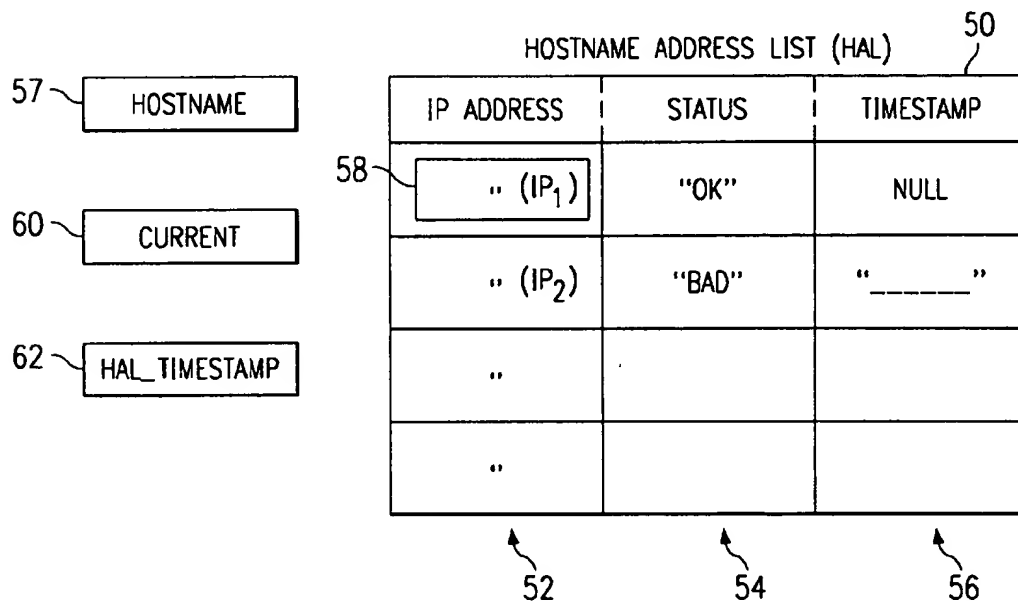 HOSTNAME ADDRESS LIST (HAL)
50
57
HOSTNAME
60
CURRENT
62
HAL_TIMESTAMP
IP ADDRESS STATUS TIMESTAMP
58
" (IP₁) "OK" NULL
" (IP₂) "BAD" "______"
"
"
52 54 56